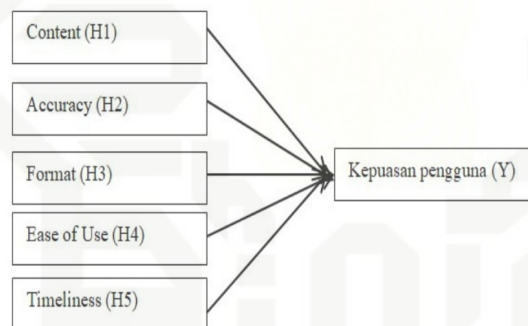 Content (H1)
Accuracy (H2)
Format (H3)
Ease of Use (H4)
Timeliness (H5)
Kepuasan pengguna (Y)